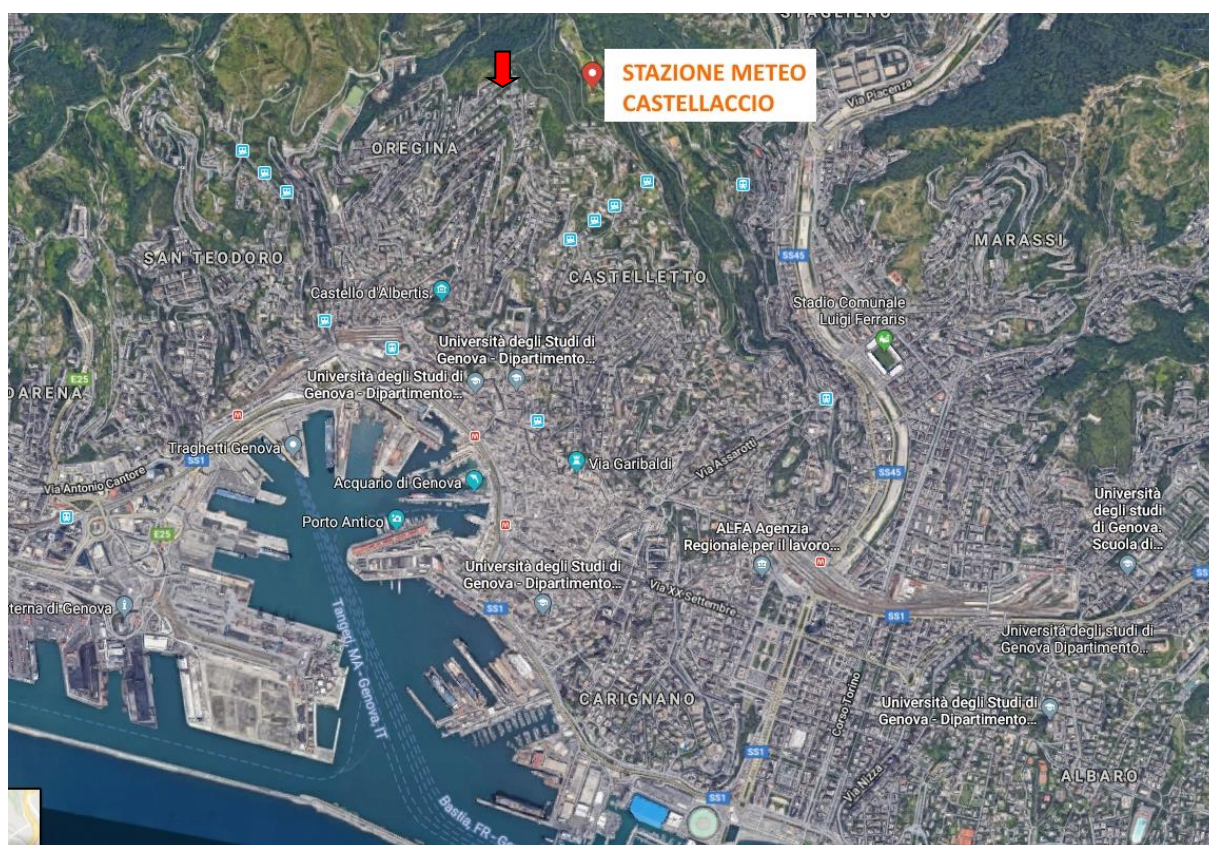 STAGLIENO
STAZIONE METEO
CASTELLACCIO
Via Piacenza
OREGINA
MARASSI
SAN TEODORO
SS45
CASTELLETTO
Castello d'Albertis
Stadio Comunale
Luigi Ferraris
Università degli Studi di
Genova - Dipartimento...
Università degli Studi di
Genova - Dipartimento...
E25
DARENA
M
M
Traghetti Genova
SS1
Via Assarotti
Via Garibaldi
Via Antonio Cantore
Acquario di Genova
SS45
Università
degli studi
di Genova.
Scuola di...
Porto Antico
M
E25
ALFA Agenzia
Regionale per il lavoro...
M
Università degli Studi di
Genova - Dipartimento...
Via XX Settembre
SS1
terna di Genova
SS1
SS1
Università degli studi di
Genova Dipartimento...
Tangeri, MA - Genova, IT
CARIGNANO
Corso Torino
Università degli Studi di
Genova - Dipartimento...
SS1
Via Nizza
ALBARO
SS1
Bastia, FR - Ge